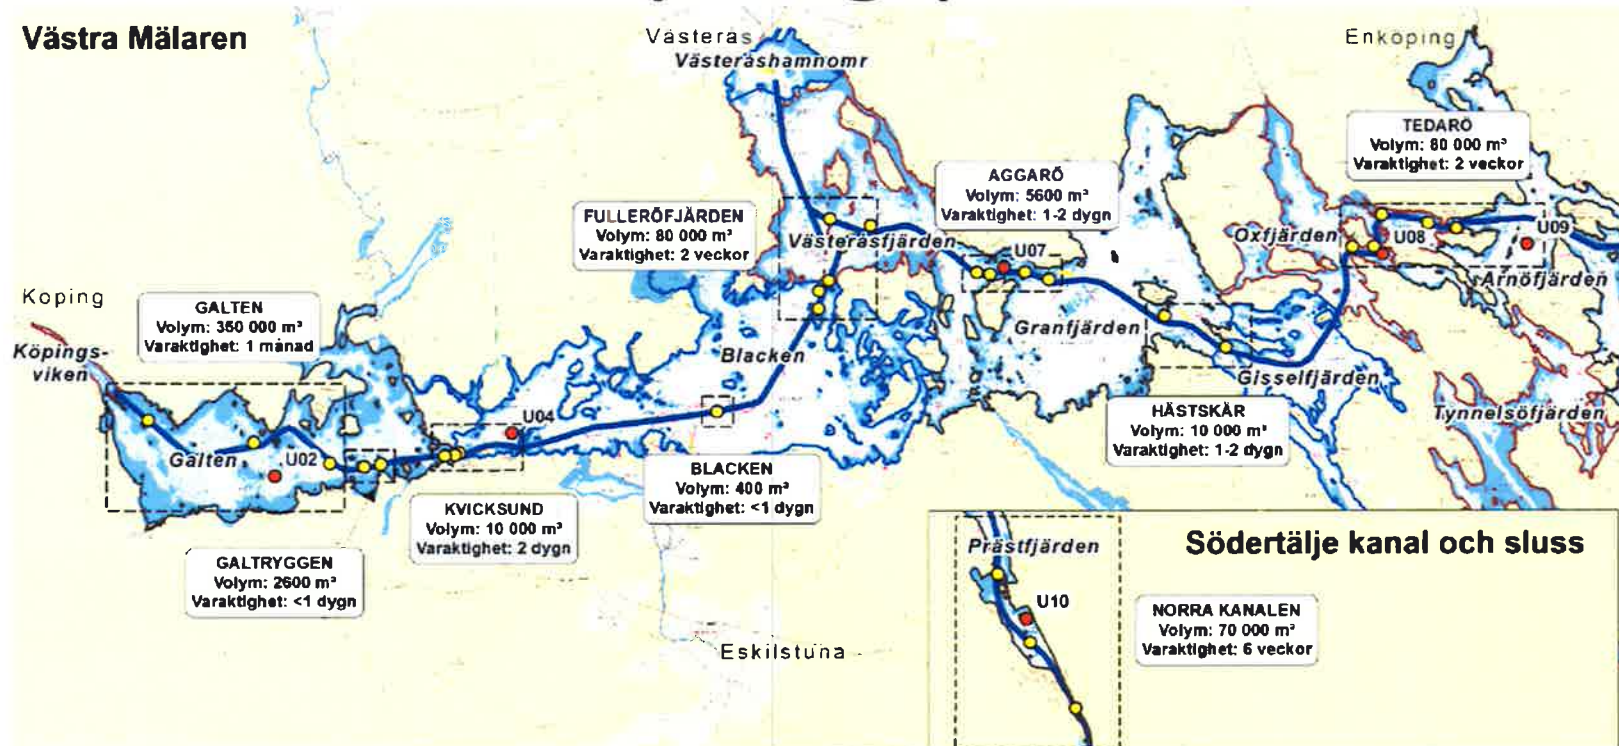 Västra Mälaren
Västerås
Västeråshamnomr
Enköping
TEDARÖ
Volym: 80 000 m³
Varaktighet: 2 veckor
AGGARÖ
Volym: 5600 m³
Varaktighet: 1-2 dygn
FULLERÖFJÄRDEN
Volym: 80 000 m³
Varaktighet: 2 veckor
Västeråsfjärden
U07
Oxfjärden
U08
U09
Arnöfjärden
Köping
GALTEN
Volym: 350 000 m³
Varaktighet: 1 månad
Köpings-
viken
Granfjärden
Blacken
Gisselfjärden
Tynnelsöfjärden
U04
HÄSTSKÄR
Volym: 10 000 m³
Varaktighet: 1-2 dygn
Galten
U02
BLACKEN
Volym: 400 m³
Varaktighet: <1 dygn
KVICKSUND
Volym: 10 000 m³
Varaktighet: 2 dygn
GALTRYGGEN
Volym: 2600 m³
Varaktighet: <1 dygn
Eskilstuna
Prästfjärden
Södertälje kanal och sluss
U10
NORRA KANALEN
Volym: 70 000 m³
Varaktighet: 6 veckor